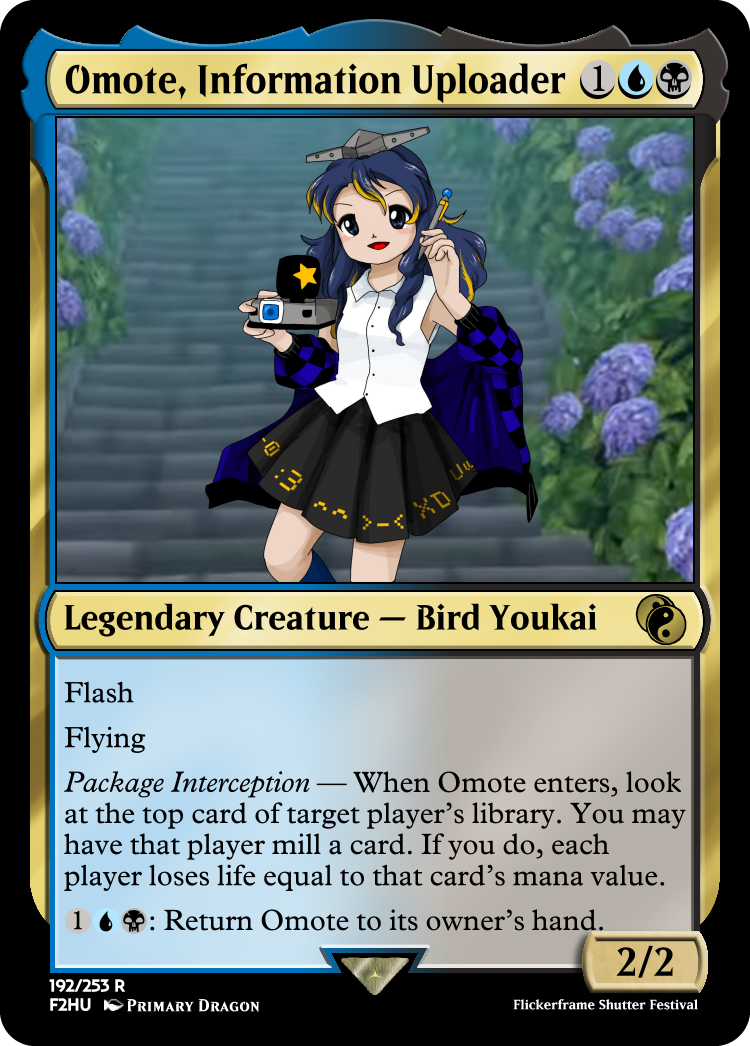 Omote, Information Uploader 1
Legendary Creature — Bird Youkai
Flash
Flying
Package Interception — When Omote enters, look
at the top card of target player's library. You may
have that player mill a card. If you do, each
player loses life equal to that card's mana value.
1 : Return Omote to its owner's hand.
2/2
192/253 R
F2HU PRIMARY DRAGON
Flickerframe Shutter Festival